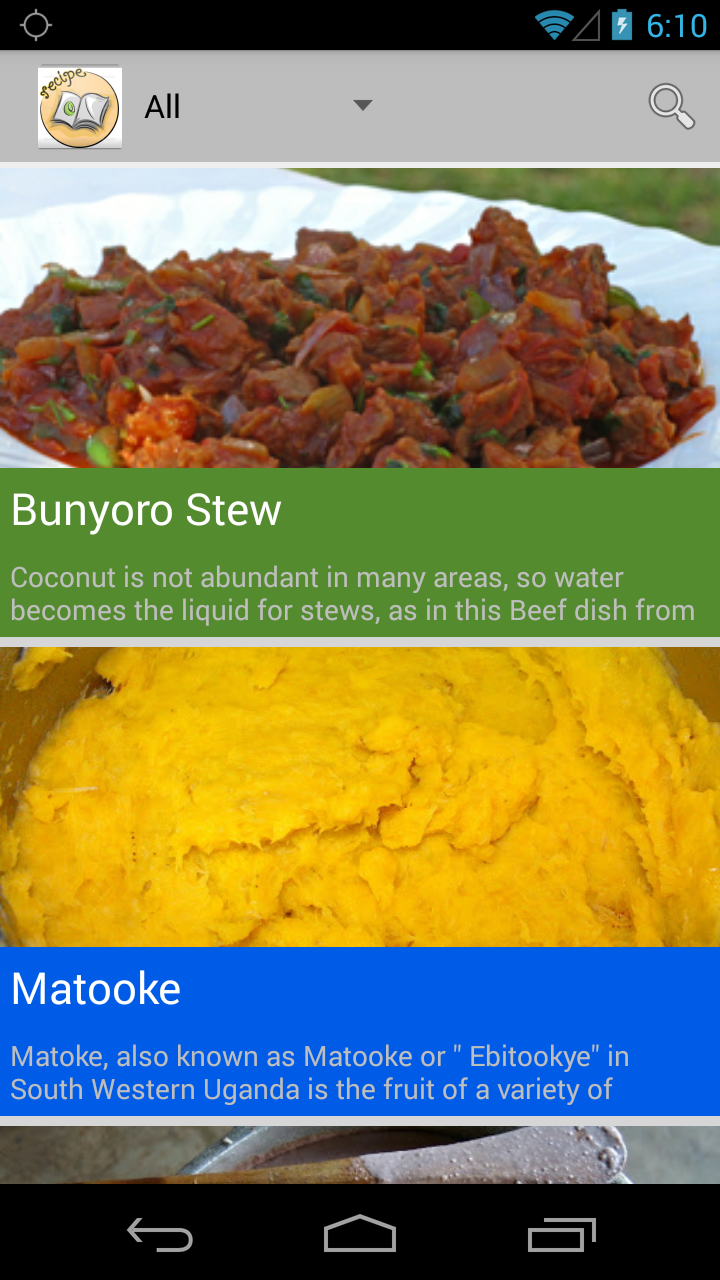 6:10
recipe
All
Bunyoro Stew
Coconut is not abundant in many areas, so water
becomes the liquid for stews, as in this Beef dish from
Matooke
Matoke, also known as Matooke or " Ebitookye" in
South Western Uganda is the fruit of a variety of